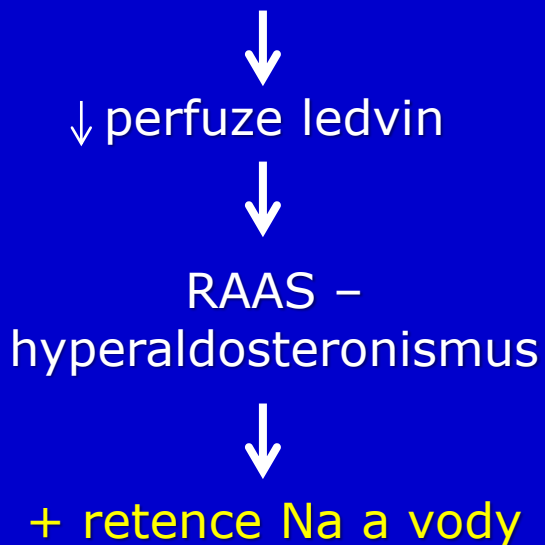 ↓ perfuze ledvin
RAAS –
hyperaldosteronismus
+ retence Na a vody